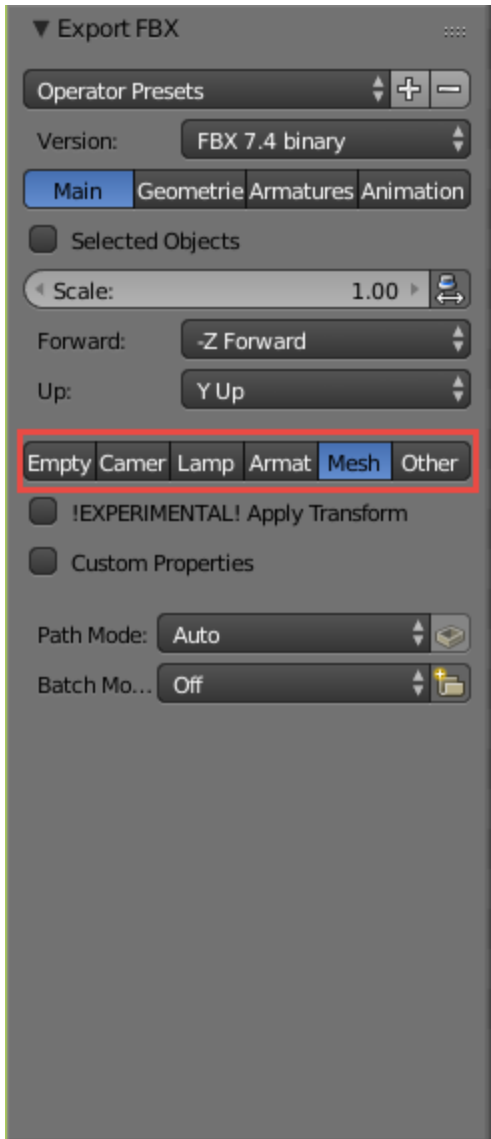 Export FBX
Operator Presets
Version: FBX 7.4 binary
Main Geometrie Armatures Animation
Selected Objects
Scale: 1.00
Forward: -Z Forward
Up: Y Up
Empty Camer Lamp Armat Mesh Other
!EXPERIMENTAL! Apply Transform
Custom Properties
Path Mode: Auto
Batch Mo... Off